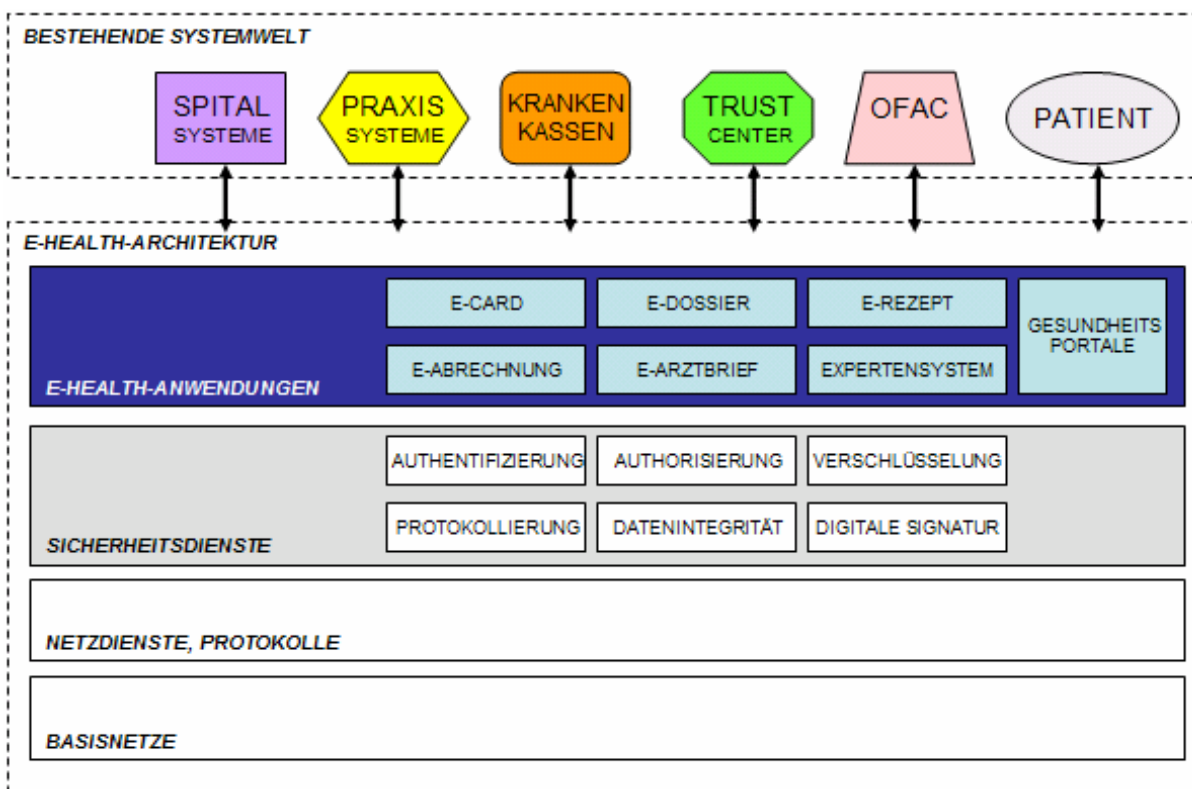 BESTEHENDE SYSTEMWELT
SPITAL
SYSTEME
PRAXIS
SYSTEME
KRANKEN
KASSEN
TRUST
CENTER
OFAC
PATIENT
E-HEALTH-ARCHITEKTUR
E-CARD
E-DOSSIER
E-REZEPT
GESUNDHEITS
PORTALE
E-ABRECHNUNG
E-ARZTBRIEF
EXPERTENSYSTEM
E-HEALTH-ANWENDUNGEN
AUTHENTIFIZIERUNG
AUTHORISIERUNG
VERSCHLÜSSELUNG
PROTOKOLLIERUNG
DATENINTEGRITÄT
DIGITALE SIGNATUR
SICHERHEITSDIENSTE
NETZDIENSTE, PROTOKOLLE
BASISNETZE